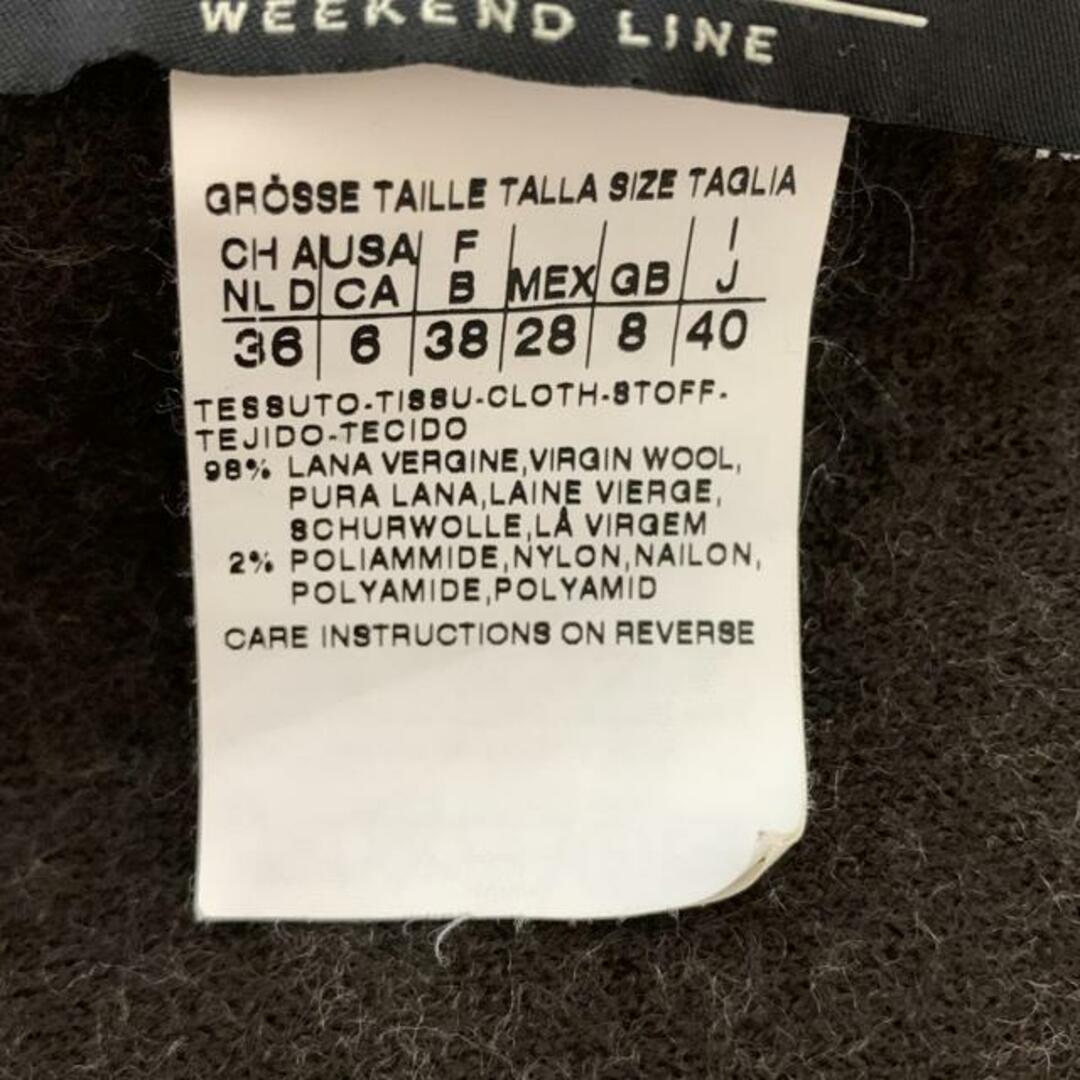 WEEKEND LINE
GRÖSSE TAILLE TALLA SIZE TAGLIA
CH A USA F I
NL D CA B MEX GB J
36 6 38 28 8 40
TESSUTO-TISSU-CLOTH-STOFF-
TEJIDO-TECIDO
98% LANA VERGINE,VIRGIN WOOL,
PURA LANA,LAINE VIERGE,
SCHURWOLLE,LÃ VIRGEM
2% POLIAMMIDE,NYLON,NAILON,
POLYAMIDE,POLYAMID
CARE INSTRUCTIONS ON REVERSE